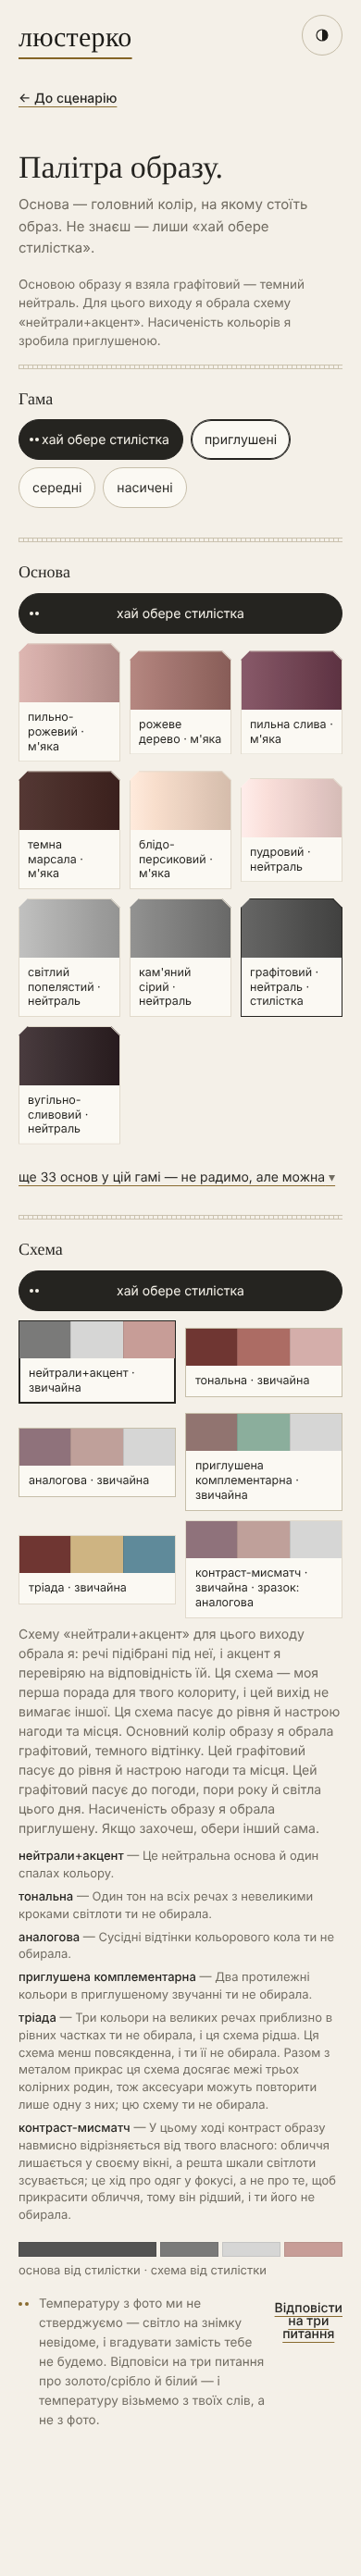 люстерко
← До сценарію
Палітра образу.
Основа — головний колір, на якому стоїть
образ. Не знаєш — лиши «хай обере
стилістка».
Основою образу я взяла графітовий — темний
нейтраль. Для цього виходу я обрала схему
«нейтрали+акцент». Насиченість кольорів я
зробила приглушеною.
Гама
хай обере стилістка
приглушені
середні
насичені
Основа
хай обере стилістка
пильно-
рожевий ·
м'яка
рожеве
дерево · м'яка
пильна слива ·
м'яка
темна
марсала ·
м'яка
блідо-
персиковий ·
м'яка
пудровий ·
нейтраль
світлий
попелястий ·
нейтраль
кам'яний
сірий ·
нейтраль
графітовий ·
нейтраль ·
стилістка
вугільно-
сливовий ·
нейтраль
ще 33 основ у цій гамі — не радимо, але можна ▾
Схема
хай обере стилістка
нейтрали+акцент ·
звичайна
тональна · звичайна
аналогова · звичайна
приглушена
комплементарна ·
звичайна
тріада · звичайна
контраст-мисматч ·
звичайна · зразок:
аналогова
Схему «нейтрали+акцент» для цього виходу
обрала я: речі підібрані під неї, і акцент я
перевіряю на відповідність їй. Ця схема — моя
перша порада для твого колориту, і цей вихід не
вимагає іншої. Ця схема пасує до рівня й настрою
нагоди та місця. Основний колір образу я обрала
графітовий, темного відтінку. Цей графітовий
пасує до рівня й настрою нагоди та місця. Цей
графітовий пасує до погоди, пори року й світла
цього дня. Насиченість образу я обрала
приглушену. Якщо захочеш, обери інший сама.
нейтрали+акцент — Це нейтральна основа й один
спалах кольору.
тональна — Один тон на всіх речах з невеликими
кроками світлоти ти не обирала.
аналогова — Сусідні відтінки кольорового кола ти не
обирала.
приглушена комплементарна — Два протилежні
кольори в приглушеному звучанні ти не обирала.
тріада — Три кольори на великих речах приблизно в
рівних частках ти не обирала, і ця схема рідша. Ця
схема менш повсякденна, і ти її не обирала. Разом з
металом прикрас ця схема досягає межі трьох
колірних родин, тож аксесуари можуть повторити
лише одну з них; цю схему ти не обирала.
контраст-мисматч — У цьому ході контраст образу
навмисно відрізняється від твого власного: обличчя
лишається у своєму вікні, а решта шкали світлоти
зсувається; це хід про одяг у фокусі, а не про те, щоб
прикрасити обличчя, тому він рідший, і ти його не
обирала.
основа від стилістки · схема від стилістки
Температуру з фото ми не
стверджуємо — світло на знімку
невідоме, і вгадувати замість тебе
не будемо. Відповіси на три питання
про золото/срібло й білий — і
температуру візьмемо з твоїх слів, а
не з фото.
Відповісти
на три
питання